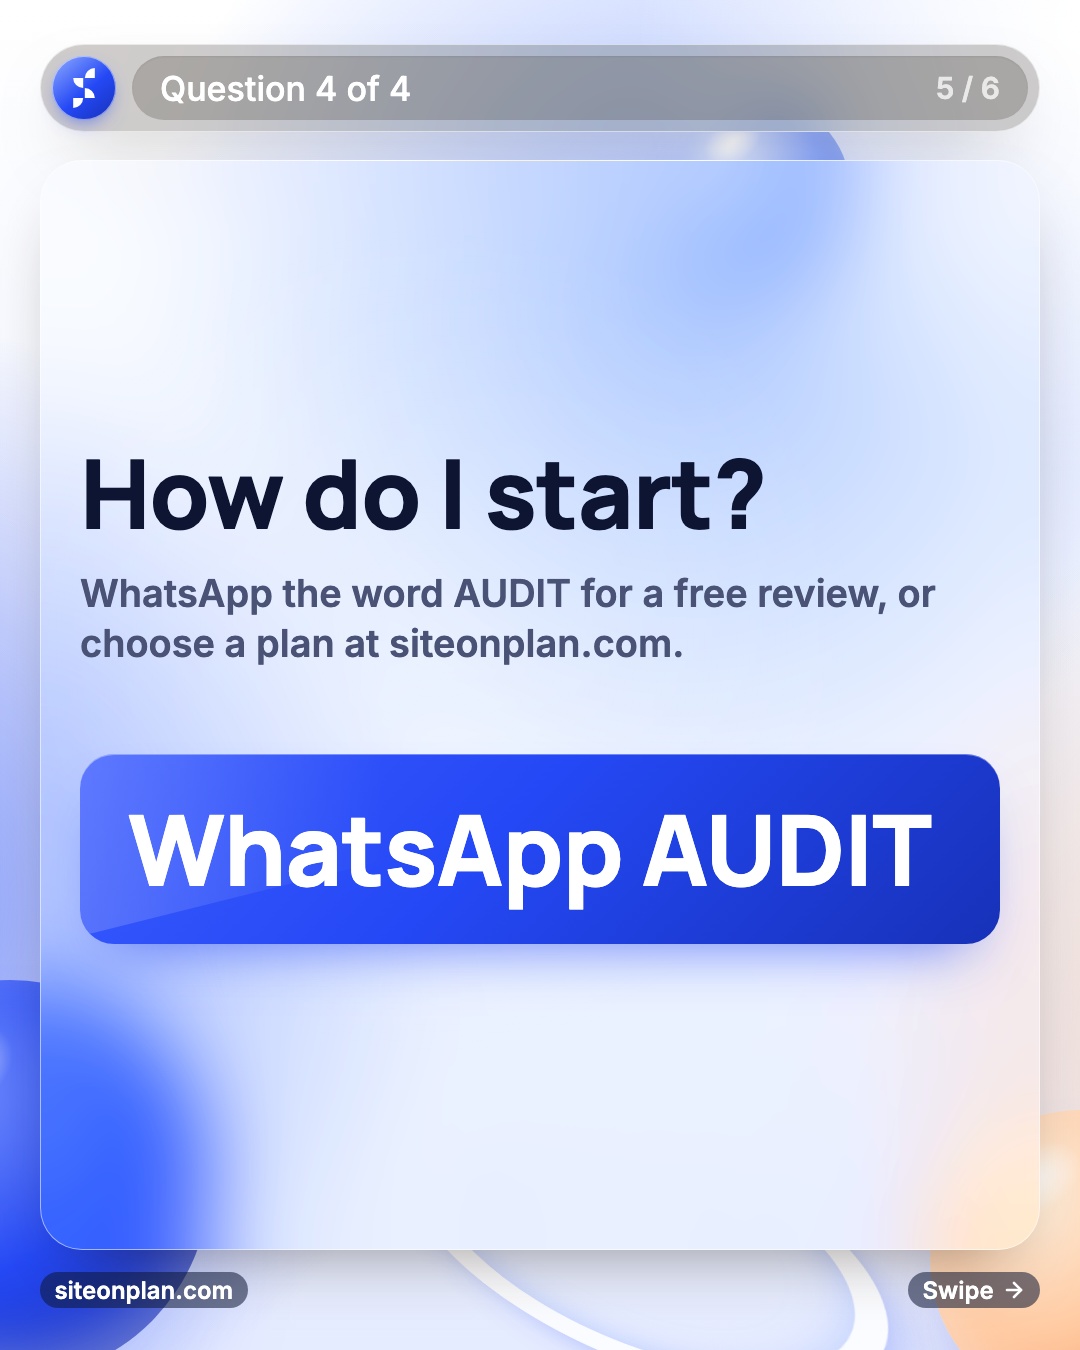 Question 4 of 4
5 / 6
How do I start?
WhatsApp the word AUDIT for a free review, or
choose a plan at siteonplan.com.
WhatsApp AUDIT
siteonplan.com
Swipe →